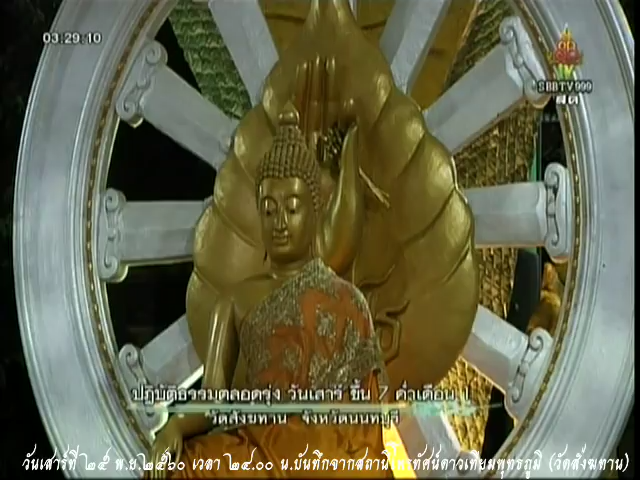 03:29:10
SBBTV999
สด
ปฏิบัติธรรมตลอดรุ่ง วันเสาร์ ขึ้น 7 ค่ำเดือน 1
วัดสังฆทาน จังหวัดนนทบุรี
วันเสาร์ที่ ๒๕ พ.ย.๒๕๖๐ เวลา ๒๔.๐๐ น.บันทึกจากสถานีโทรทัศน์ดาวเทียมพุทธภูมิ (วัดสังฆทาน)